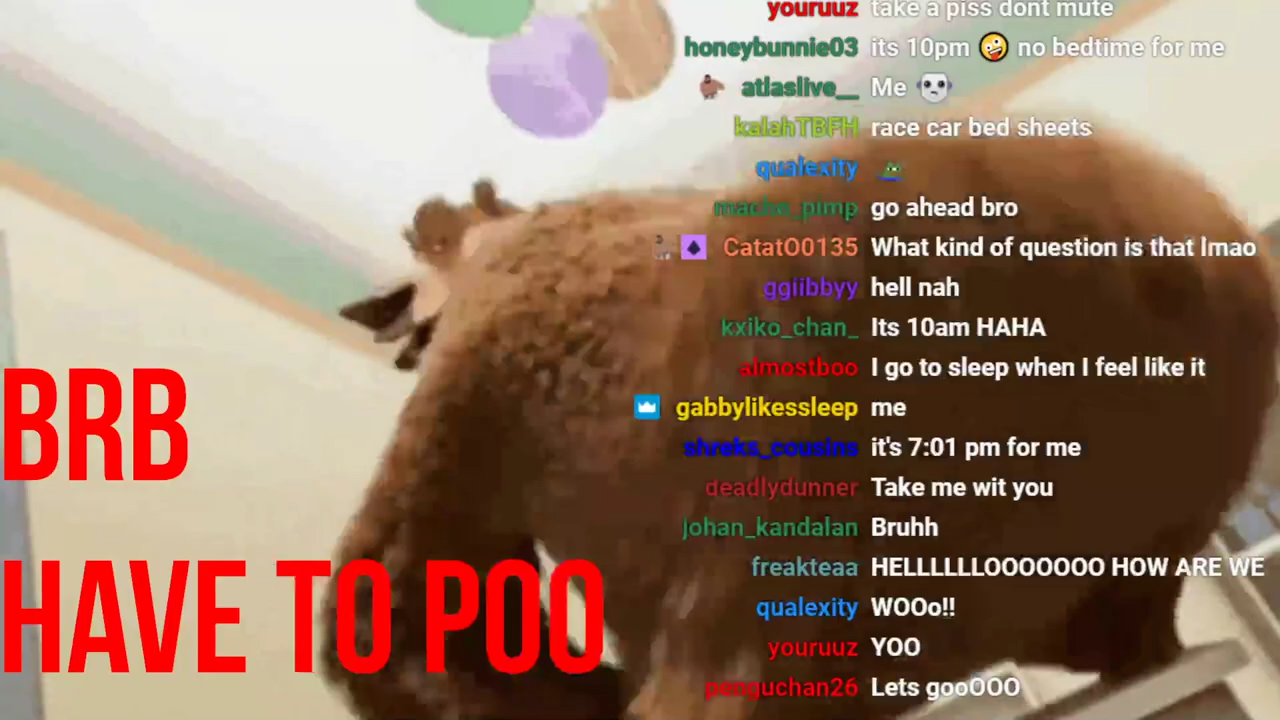 youruuz take a piss dont mute
honeybunnie03 its 10pm 🤪 no bedtime for me
atlaslive__ Me
kalahTBFH race car bed sheets
qualexity
mache_pimp go ahead bro
CatatO0135 What kind of question is that lmao
ggiibbyy hell nah
kxiko_chan_ Its 10am HAHA
almostboo I go to sleep when I feel like it
gabbylikessleep me
shreks_cousins it's 7:01 pm for me
deadlydunner Take me wit you
johan_kandalan Bruhh
freakteaa HELLLLLLOOOOOOO HOW ARE WE
qualexity WOOo!!
youruuz YOO
penguchan26 Lets gooOOO
BRB
HAVE TO POO